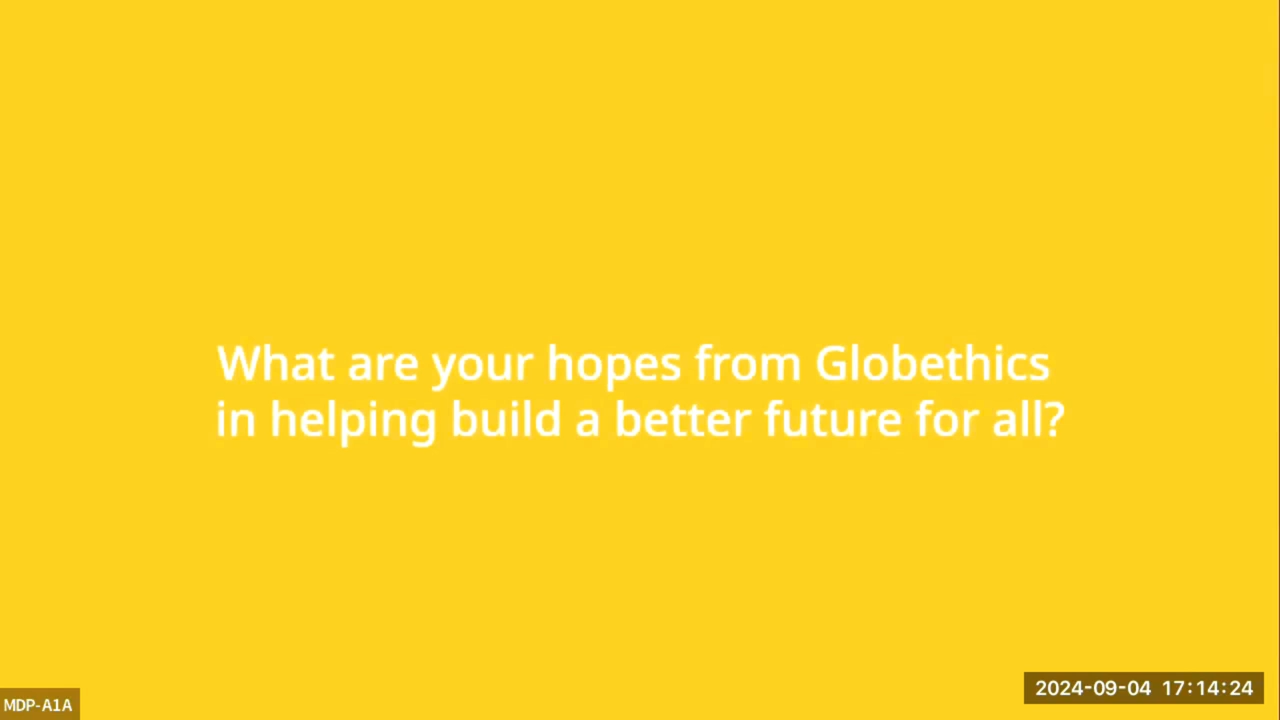 What are your hopes from Globethics
in helping build a better future for all?
MDP-A1A
2024-09-04 17:14:24